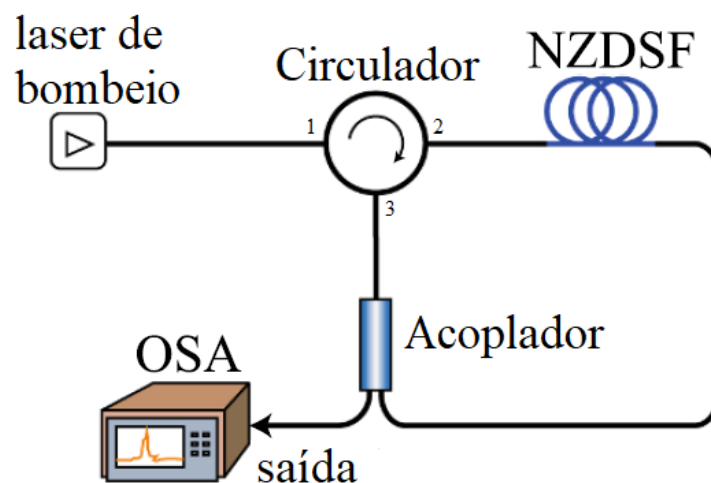 laser de
bombeio
Circulador
NZDSF
1
2
3
Acoplador
OSA
saída